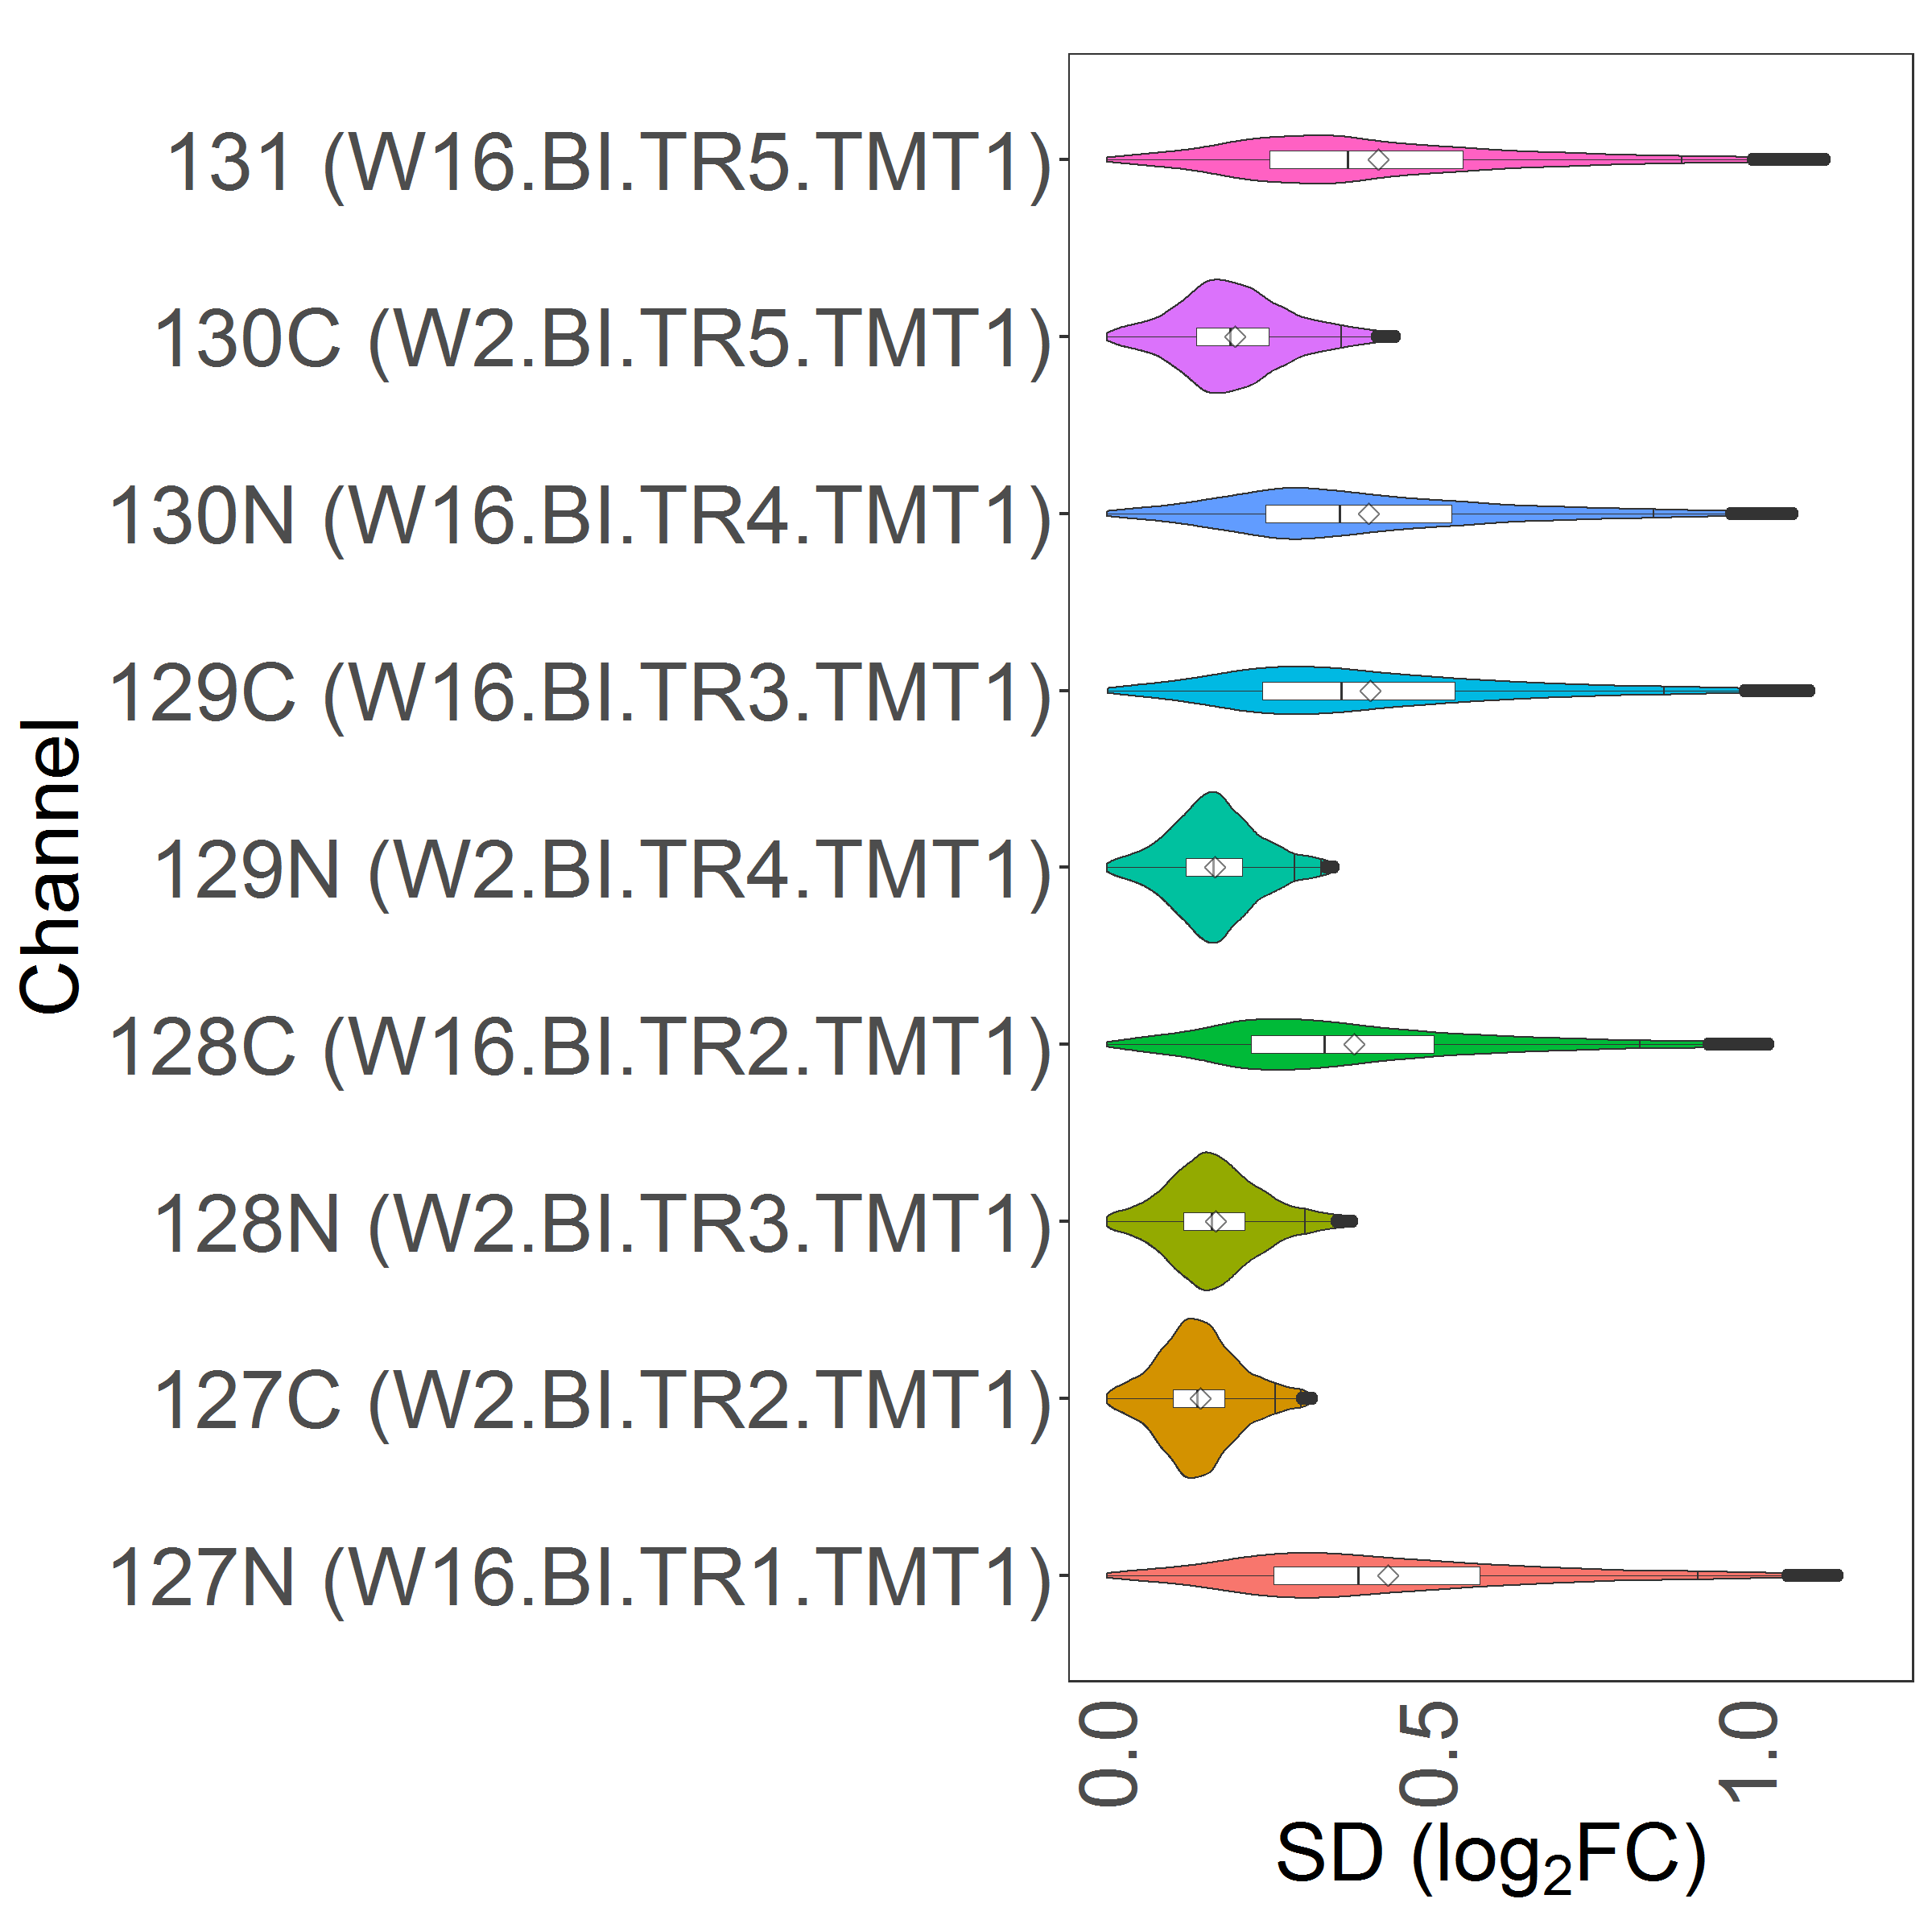 131 (W16.BI.TR5.TMT1)
130C (W2.BI.TR5.TMT1)
130N (W16.BI.TR4.TMT1)
129C (W16.BI.TR3.TMT1)
129N (W2.BI.TR4.TMT1)
128C (W16.BI.TR2.TMT1)
128N (W2.BI.TR3.TMT1)
127C (W2.BI.TR2.TMT1)
127N (W16.BI.TR1.TMT1)
Channel
0.0
0.5
1.0
SD (log₂FC)